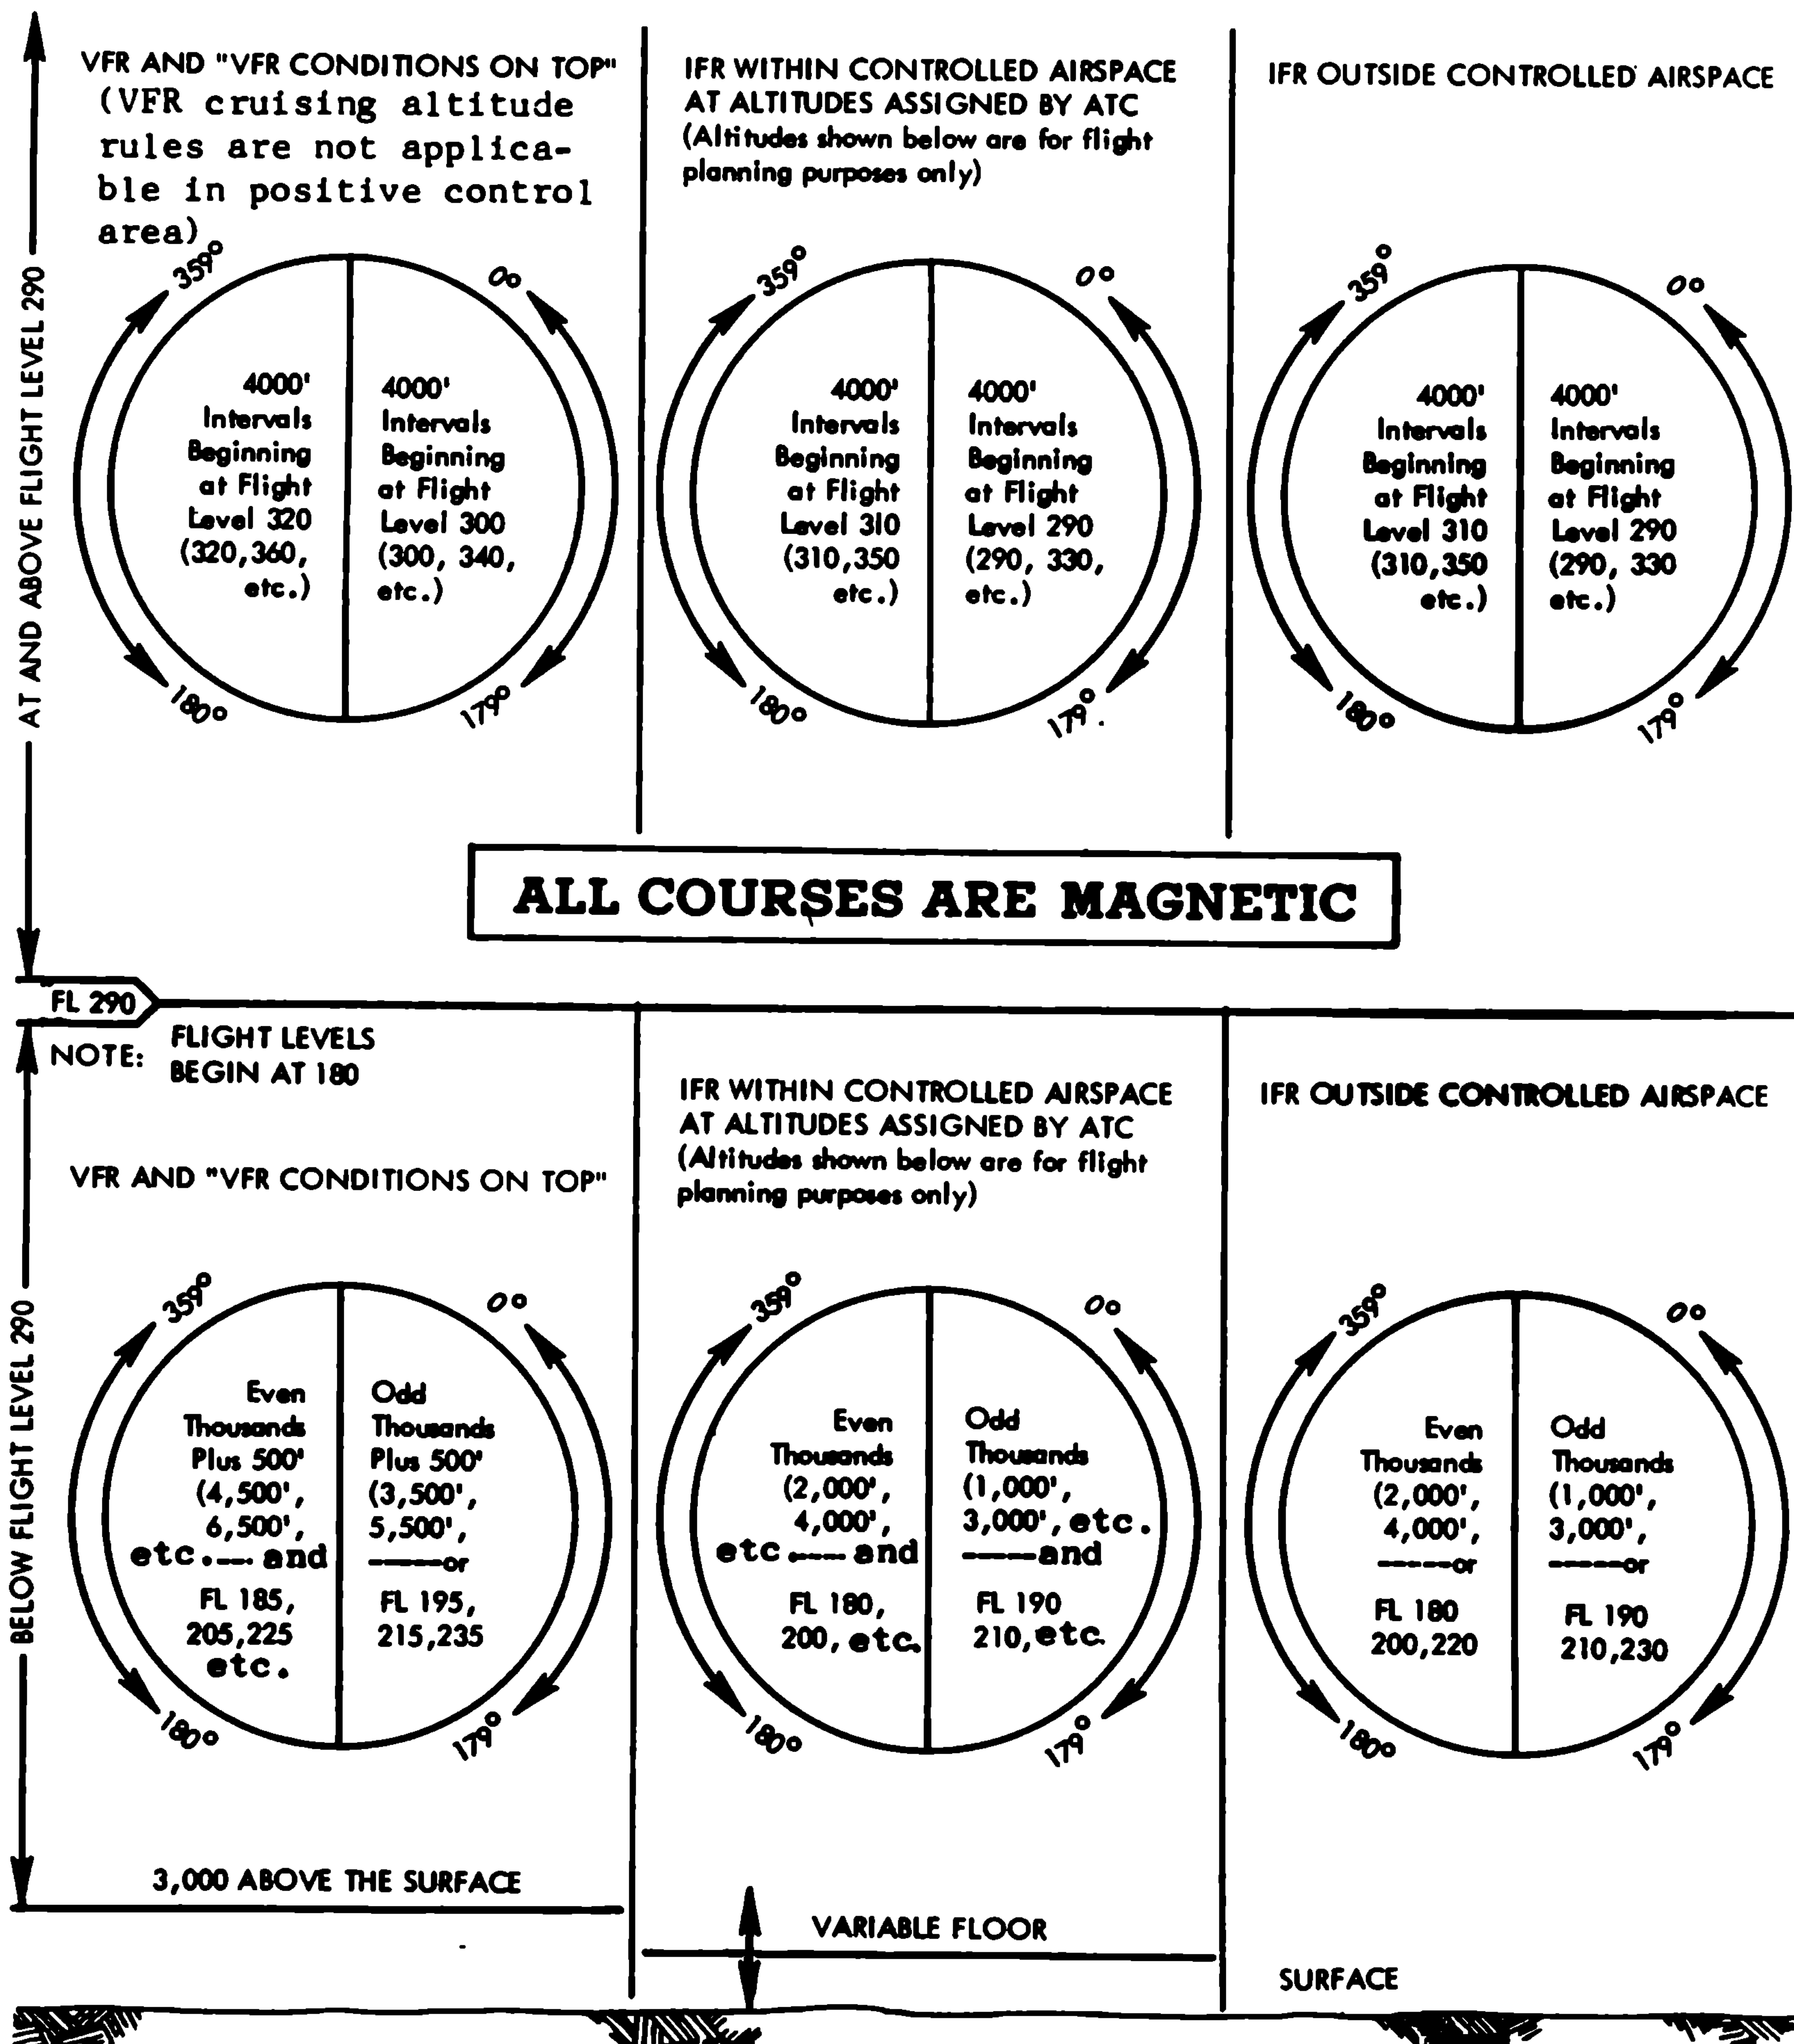 AT AND ABOVE FLIGHT LEVEL 290
VFR AND "VFR CONDITIONS ON TOP"
(VFR cruising altitude
rules are not applica-
ble in positive control
area)
359°
0°
4000'
Intervals
Beginning
at Flight
Level 320
(320,360,
etc.)
4000'
Intervals
Beginning
at Flight
Level 300
(300, 340,
etc.)
180°
179°
IFR WITHIN CONTROLLED AIRSPACE
AT ALTITUDES ASSIGNED BY ATC
(Altitudes shown below are for flight
planning purposes only)
359°
0°
4000'
Intervals
Beginning
at Flight
Level 310
(310,350
etc.)
4000'
Intervals
Beginning
at Flight
Level 290
(290, 330,
etc.)
180°
179°
IFR OUTSIDE CONTROLLED AIRSPACE
359°
0°
4000'
Intervals
Beginning
at Flight
Level 310
(310,350
etc.)
4000'
Intervals
Beginning
at Flight
Level 290
(290, 330
etc.)
180°
179°
ALL COURSES ARE MAGNETIC
FL 290
BELOW FLIGHT LEVEL 290
NOTE: FLIGHT LEVELS
BEGIN AT 180
VFR AND "VFR CONDITIONS ON TOP"
359°
0°
Even
Thousands
Plus 500'
(4,500',
6,500',
etc.--- and
FL 185,
205,225
etc.
Odd
Thousands
Plus 500'
(3,500',
5,500',
-----or
FL 195,
215,235
180°
179°
3,000 ABOVE THE SURFACE
IFR WITHIN CONTROLLED AIRSPACE
AT ALTITUDES ASSIGNED BY ATC
(Altitudes shown below are for flight
planning purposes only)
359°
0°
Even
Thousands
(2,000',
4,000',
etc.---- and
FL 180,
200, etc.
Odd
Thousands
(1,000',
3,000', etc.
-----and
FL 190
210, etc.
180°
179°
VARIABLE FLOOR
IFR OUTSIDE CONTROLLED AIRSPACE
359°
0°
Even
Thousands
(2,000',
4,000',
-----or
FL 180
200,220
Odd
Thousands
(1,000',
3,000',
-----or
FL 190
210,230
180°
179°
SURFACE